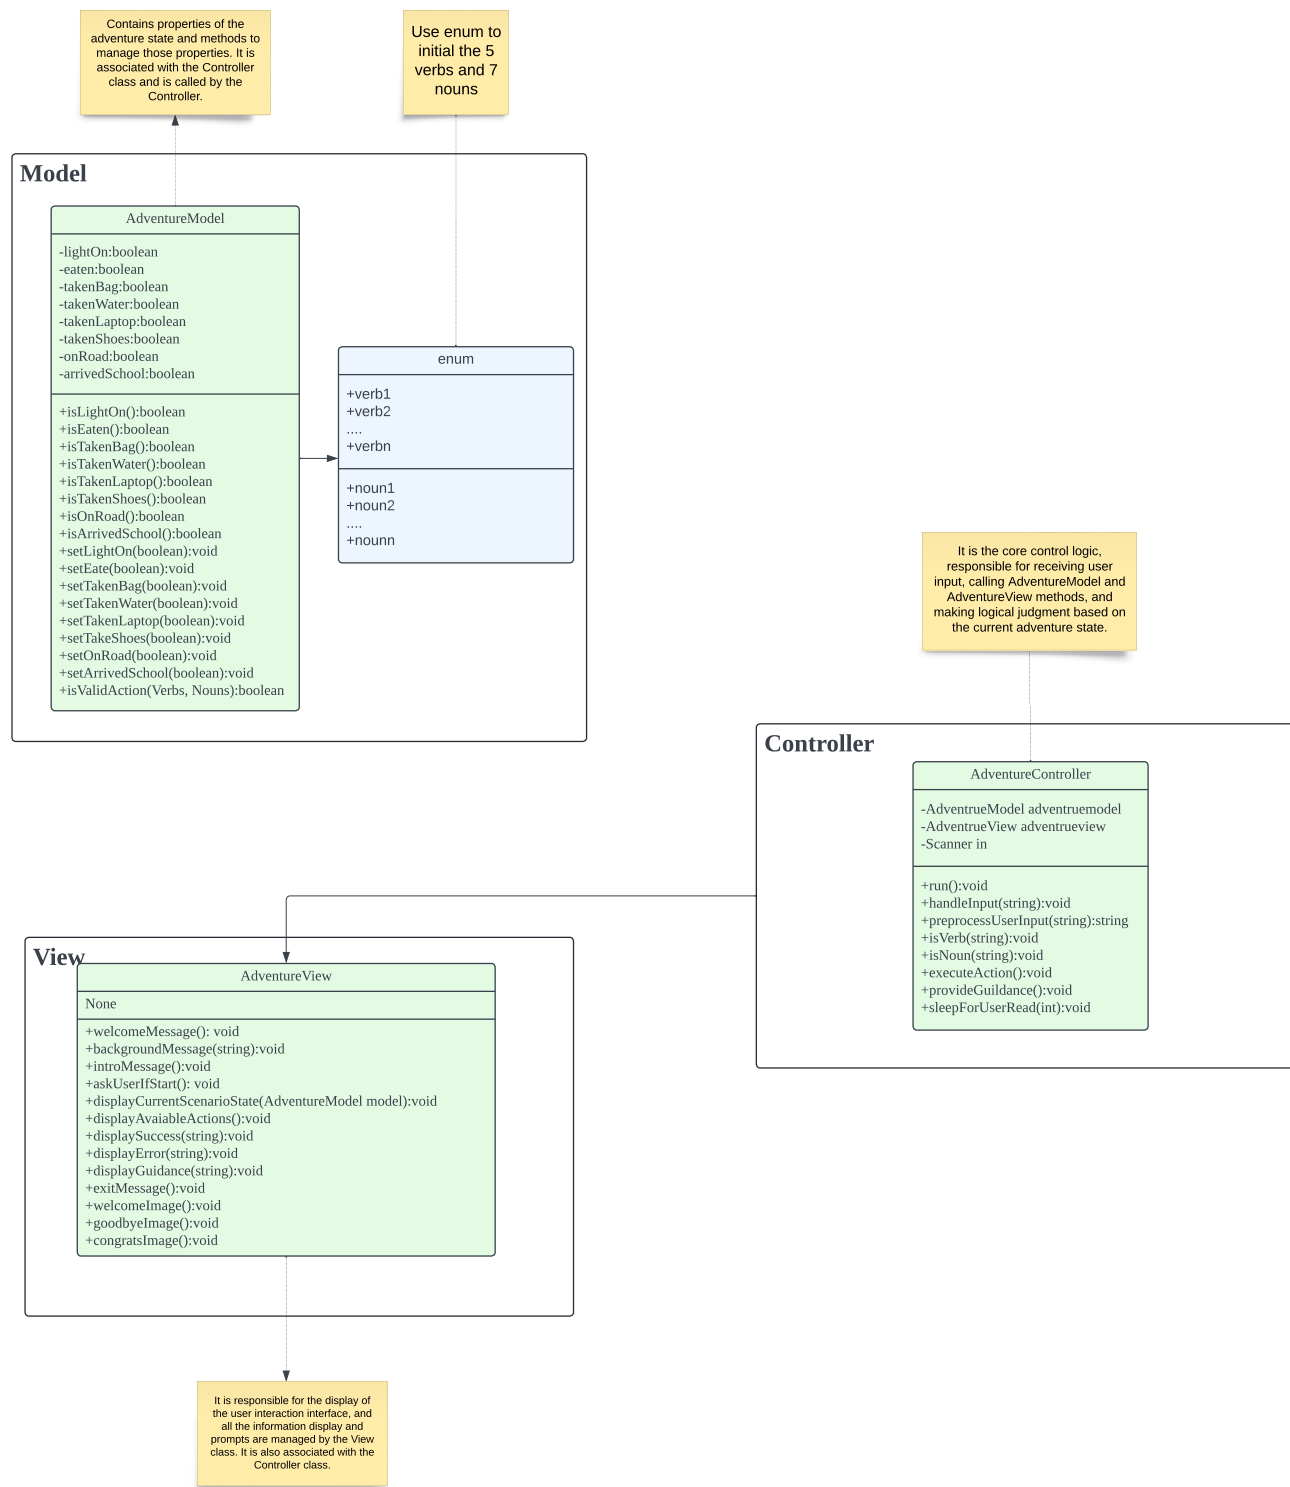 Contains properties of the
adventure state and methods to
manage those properties. It is
associated with the Controller
class and is called by the
Controller.
Use enum to
initial the 5
verbs and 7
nouns
Model
AdventureModel
-lightOn:boolean
-eaten:boolean
-takenBag:boolean
-takenWater:boolean
-takenLaptop:boolean
-takenShoes:boolean
-onRoad:boolean
-arrivedSchool:boolean
+isLightOn():boolean
+isEaten():boolean
+isTakenBag():boolean
+isTakenWater():boolean
+isTakenLaptop():boolean
+isTakenShoes():boolean
+isOnRoad():boolean
+isArrivedSchool():boolean
+setLightOn(boolean):void
+setEate(boolean):void
+setTakenBag(boolean):void
+setTakenWater(boolean):void
+setTakenLaptop(boolean):void
+setTakeShoes(boolean):void
+setOnRoad(boolean):void
+setArrivedSchool(boolean):void
+isValidAction(Verbs, Nouns):boolean
enum
+verb1
+verb2
....
+verbn
+noun1
+noun2
....
+nounn
It is the core control logic,
responsible for receiving user
input, calling AdventureModel and
AdventureView methods, and
making logical judgment based on
the current adventure state.
Controller
AdventureController
-AdventrueModel adventruemodel
-AdventrueView adventrueview
-Scanner in
+run():void
+handleInput(string):void
+preprocessUserInput(string):string
+isVerb(string):void
+isNoun(string):void
+executeAction():void
+provideGuildance():void
+sleepForUserRead(int):void
View
AdventureView
None
+welcomeMessage(): void
+backgroundMessage(string):void
+introMessage():void
+askUserIfStart(): void
+displayCurrentScenarioState(AdventureModel model):void
+displayAvaiableActions():void
+displaySuccess(string):void
+displayError(string):void
+displayGuidance(string):void
+exitMessage():void
+welcomeImage():void
+goodbyeImage():void
+congratsImage():void
It is responsible for the display of
the user interaction interface, and
all the information display and
prompts are managed by the View
class. It is also associated with the
Controller class.